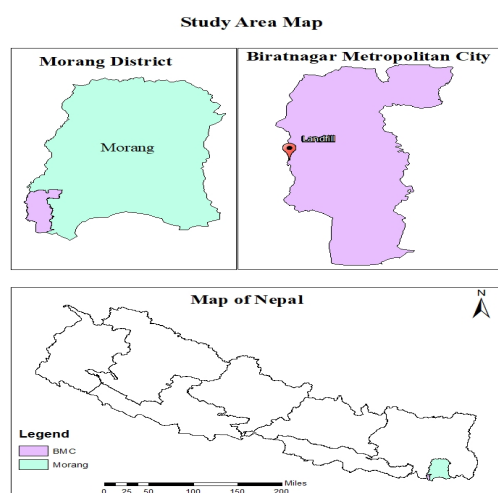 Study Area Map
Morang District
Morang
Biratnagar Metropolitan City
Landfill
Map of Nepal
N
Legend
BMC
Morang
Miles
0 25 50 100 150 200